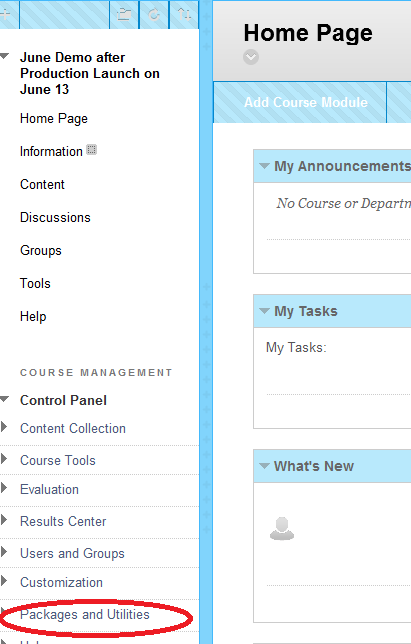 June Demo after
Production Launch on
June 13
Home Page
Information
Content
Discussions
Groups
Tools
Help
COURSE MANAGEMENT
Control Panel
Content Collection
Course Tools
Evaluation
Results Center
Users and Groups
Customization
Packages and Utilities
Home Page
Add Course Module
My Announcements
No Course or Departm
My Tasks
My Tasks:
What's New